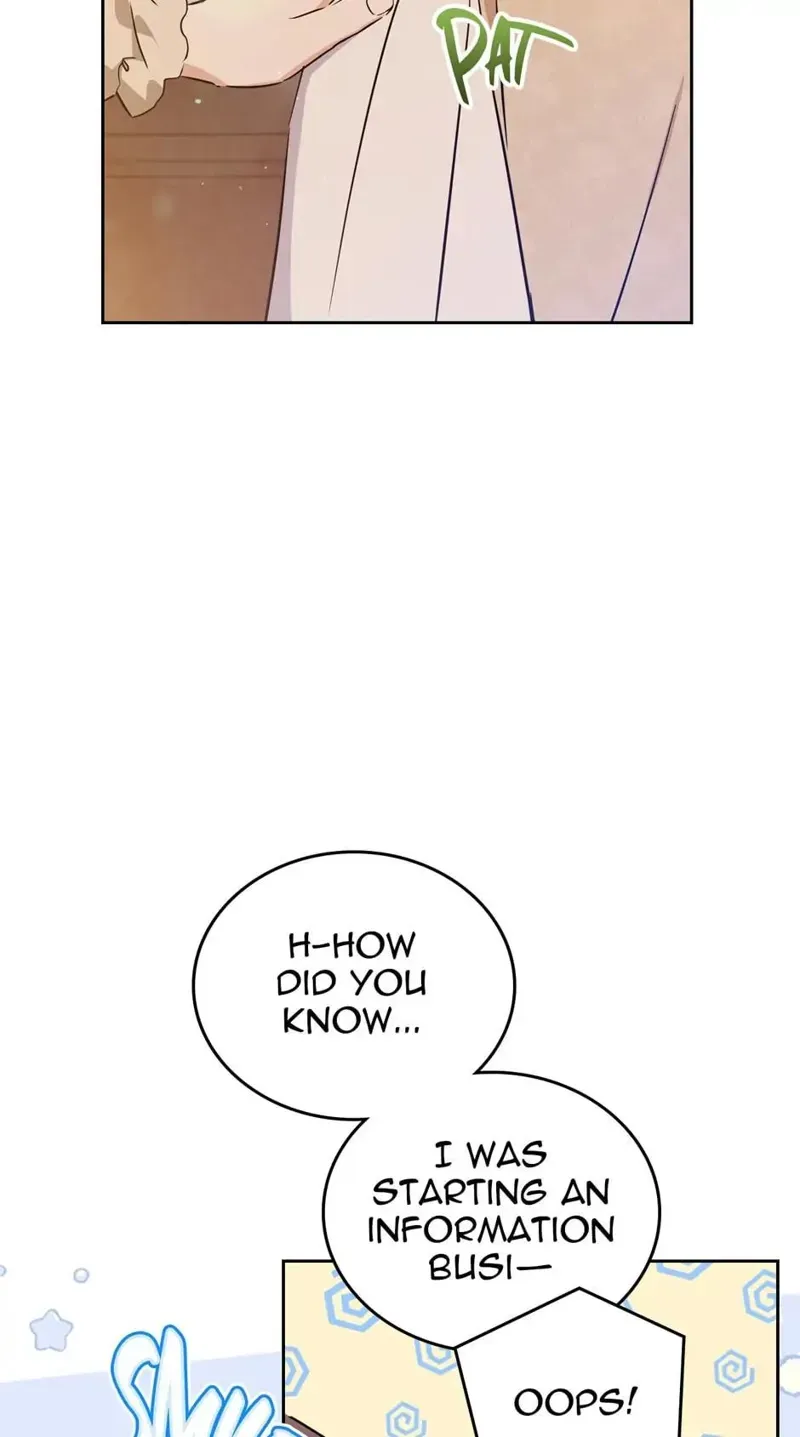 PAT
H-HOW
DID YOU
KNOW...
I WAS
STARTING AN
INFORMATION
BUSI—
OOPS!